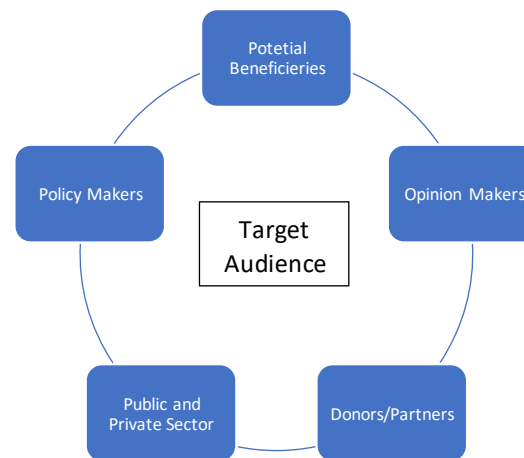 Potetial
Beneficieries
Policy Makers
Opinion Makers
Target
Audience
Public and
Private Sector
Donors/Partners